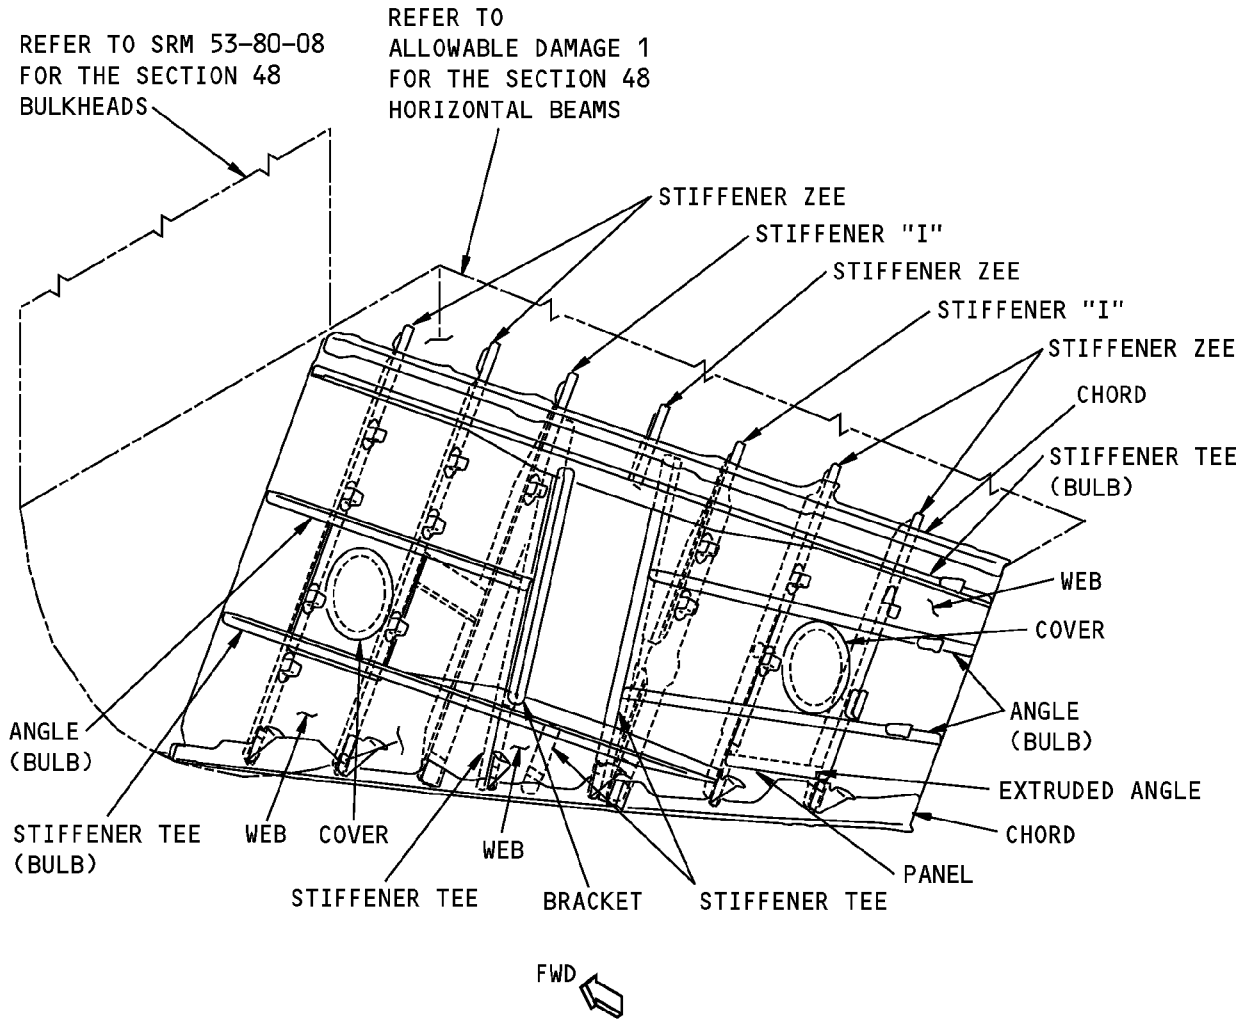 REFER TO SRM 53-80-08
FOR THE SECTION 48
BULKHEADS
REFER TO
ALLOWABLE DAMAGE 1
FOR THE SECTION 48
HORIZONTAL BEAMS
STIFFENER ZEE
STIFFENER "I"
STIFFENER ZEE
STIFFENER "I"
STIFFENER ZEE
CHORD
STIFFENER TEE
(BULB)
WEB
COVER
ANGLE
(BULB)
EXTRUDED ANGLE
CHORD
PANEL
ANGLE
(BULB)
STIFFENER TEE
(BULB)
WEB
COVER
STIFFENER TEE
WEB
BRACKET
STIFFENER TEE
FWD